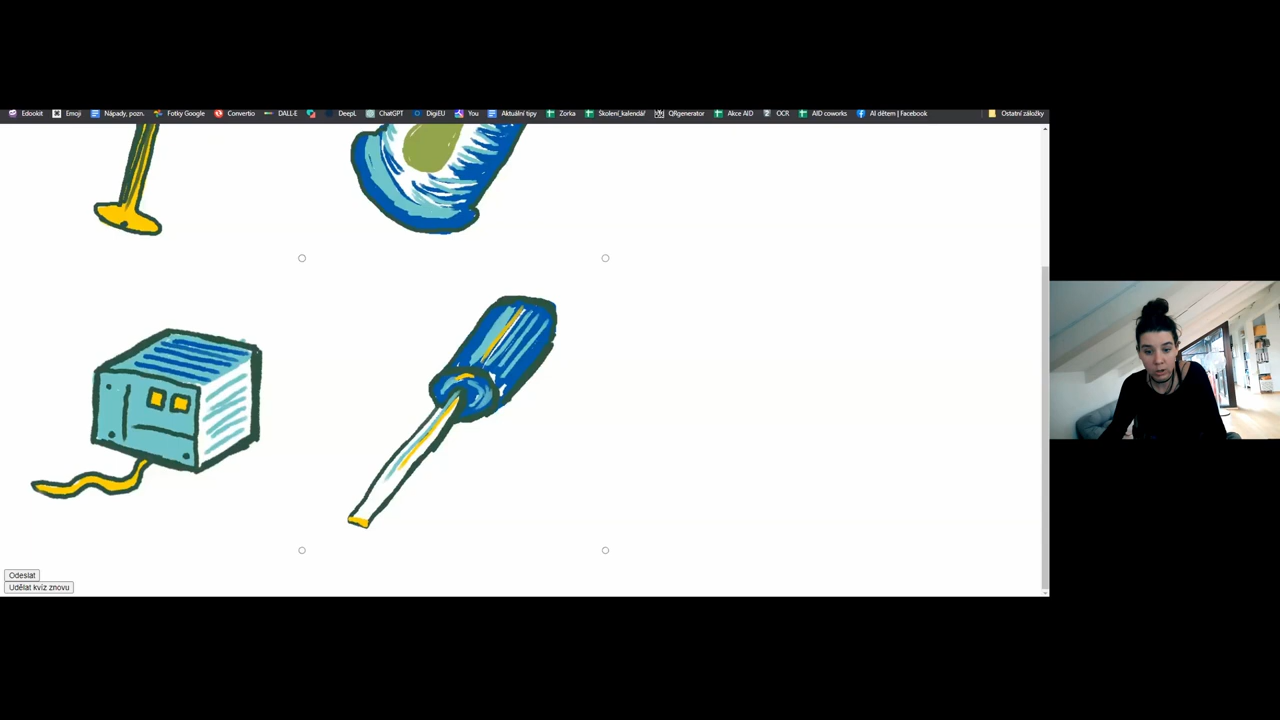 Edookit Emoji Nápady, pozn. Fotky Google Convertio DALL-E DeepL ChatGPT DigiEU You Aktuální tipy Zorka Školení_kalendář QRgenerator Akce AID OCR AID coworks AI dětem | Facebook Ostatní záložky
Odeslat
Udělat kvíz znovu